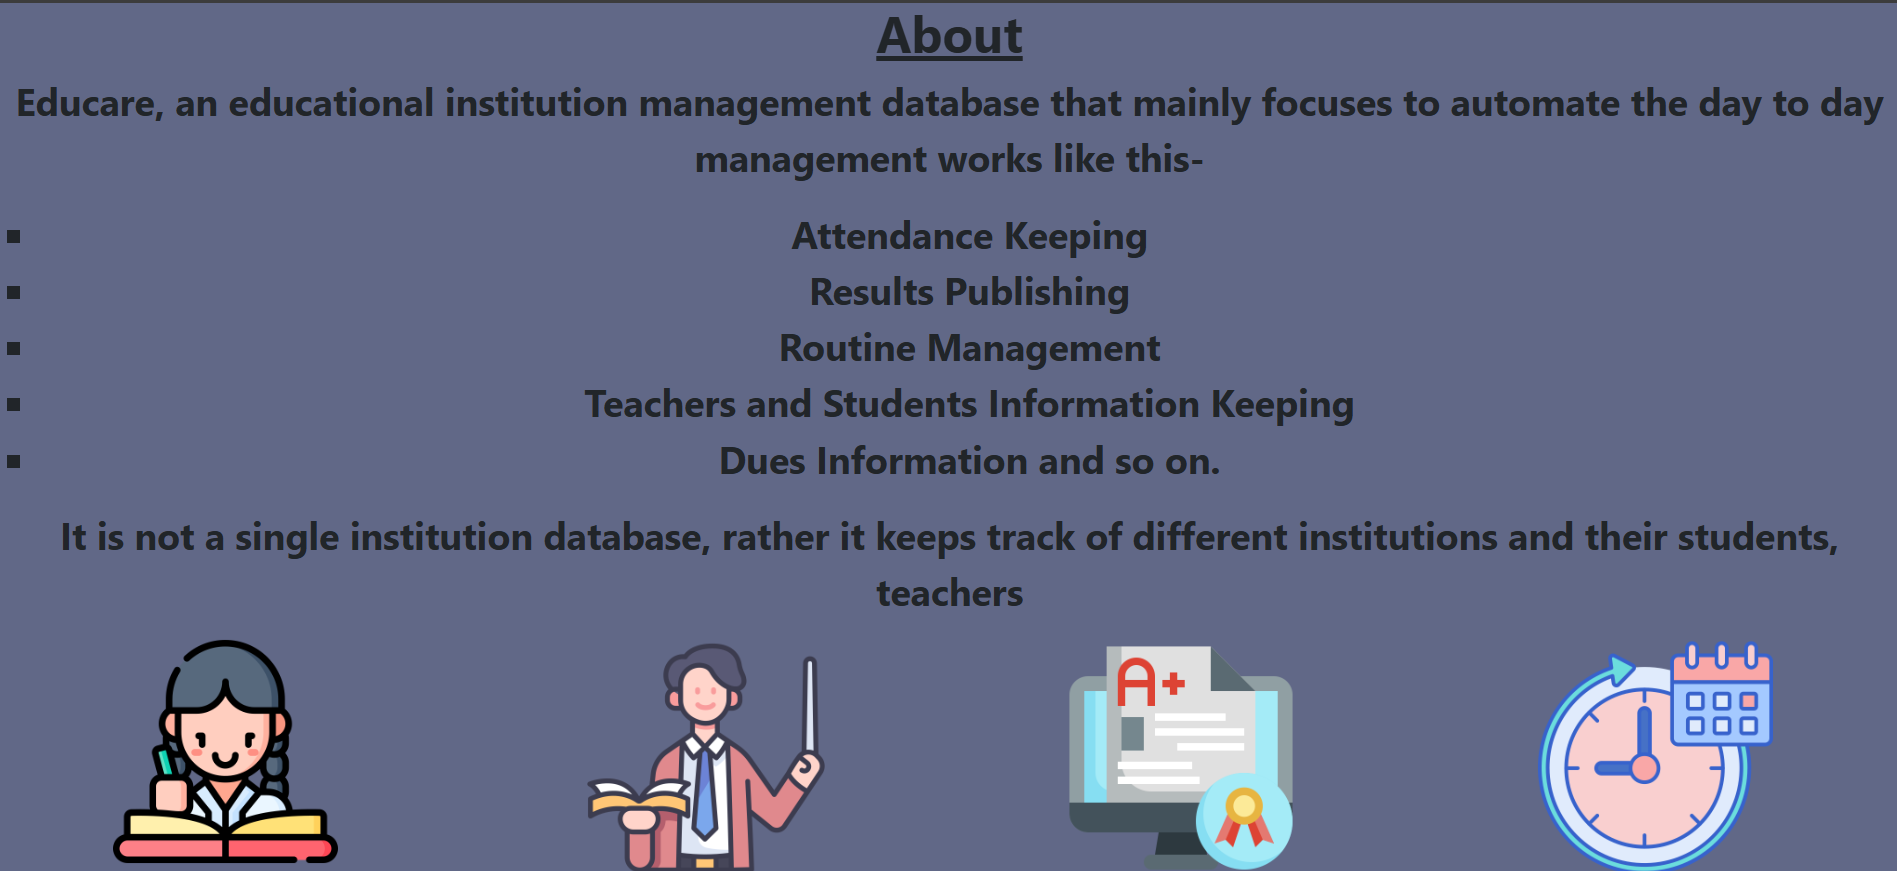 About
Educare, an educational institution management database that mainly focuses to automate the day to day
management works like this-
▪ Attendance Keeping
▪ Results Publishing
▪ Routine Management
▪ Teachers and Students Information Keeping
▪ Dues Information and so on.
It is not a single institution database, rather it keeps track of different institutions and their students,
teachers
A+